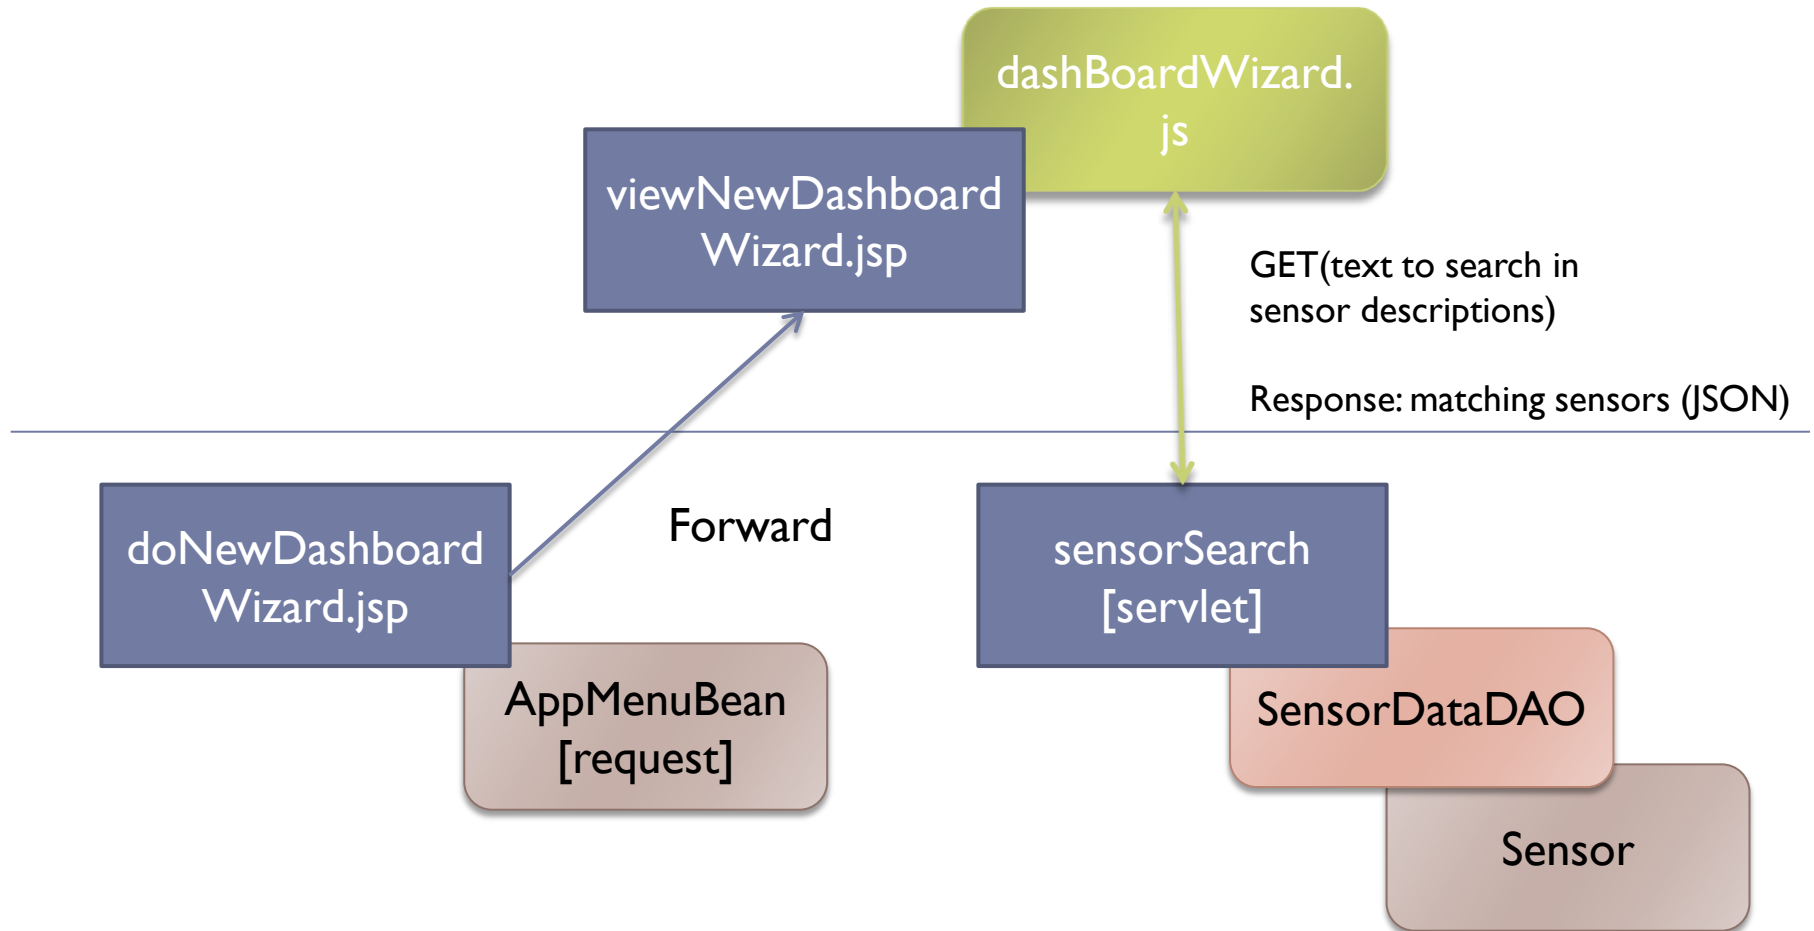 dashBoardWizard.
js
viewNewDashboard
Wizard.jsp
GET(text to search in
sensor descriptions)
Response: matching sensors (JSON)
doNewDashboard
Wizard.jsp
Forward
sensorSearch
[servlet]
AppMenuBean
[request]
SensorDataDAO
Sensor